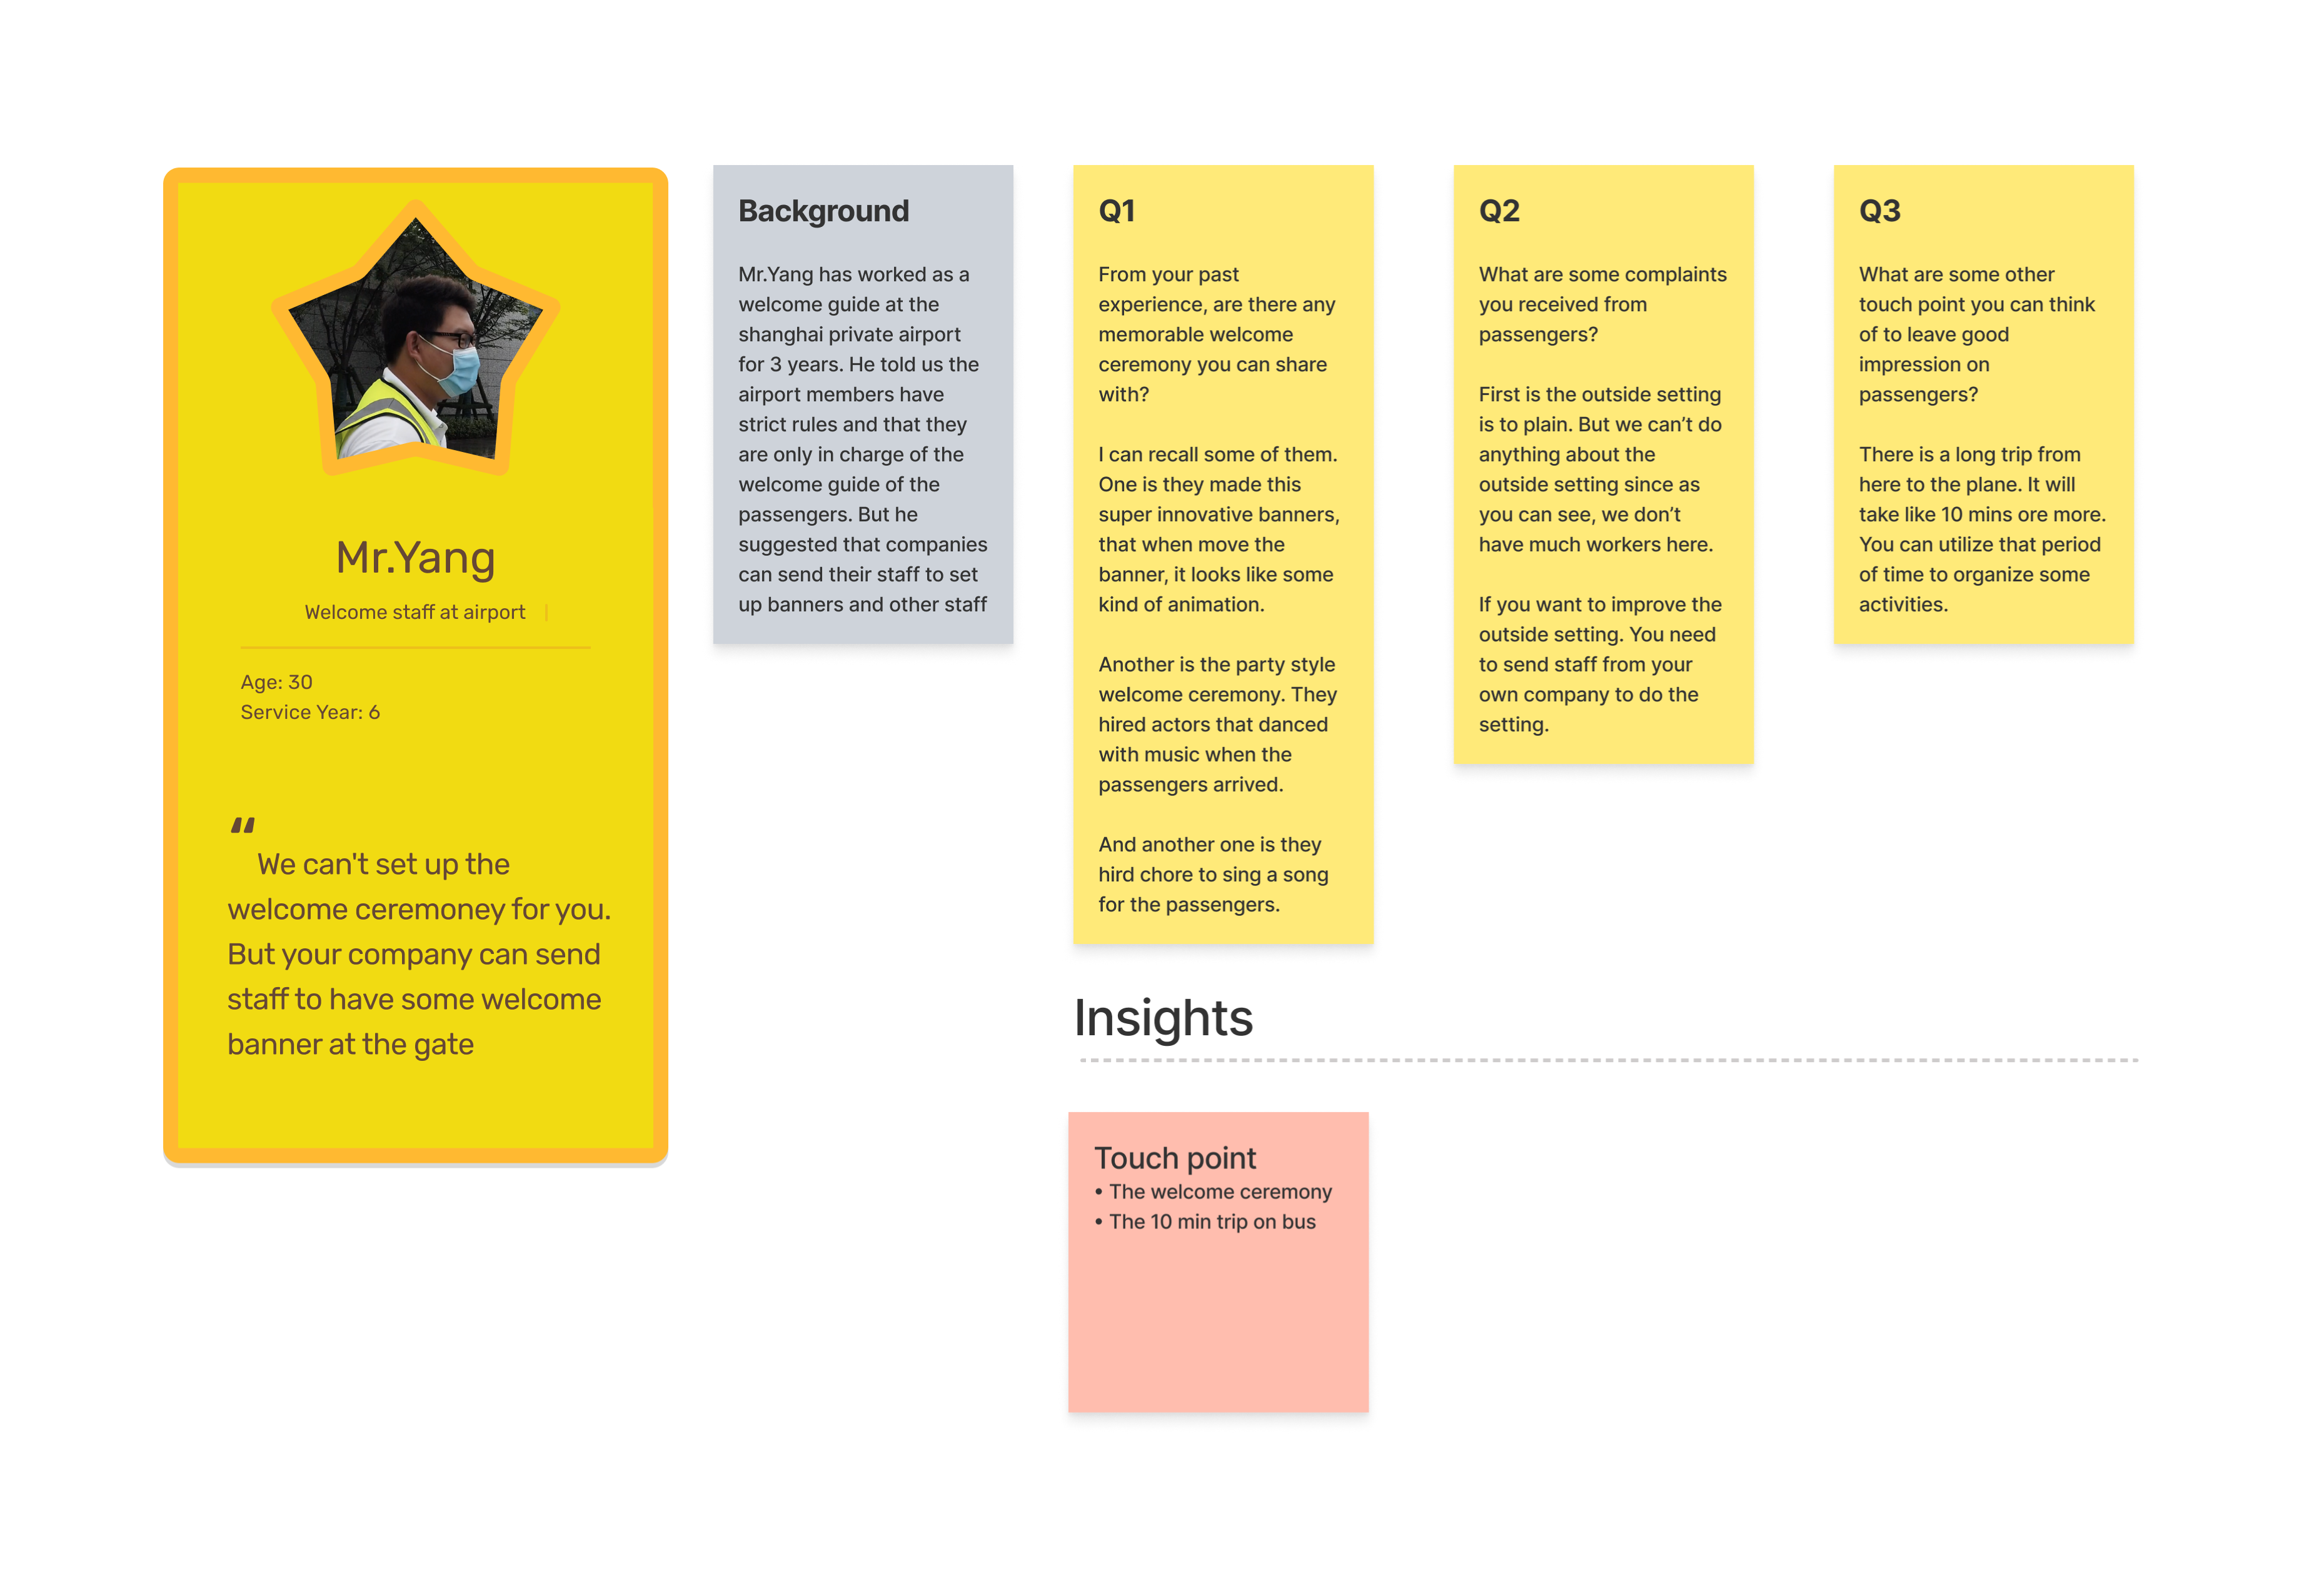 Mr.Yang
Welcome staff at airport
Age: 30
Service Year: 6
“
We can't set up the
welcome ceremoney for you.
But your company can send
staff to have some welcome
banner at the gate
Background
Mr.Yang has worked as a
welcome guide at the
shanghai private airport
for 3 years. He told us the
airport members have
strict rules and that they
are only in charge of the
welcome guide of the
passengers. But he
suggested that companies
can send their staff to set
up banners and other staff
Q1
From your past
experience, are there any
memorable welcome
ceremony you can share
with?
I can recall some of them.
One is they made this
super innovative banners,
that when move the
banner, it looks like some
kind of animation.
Another is the party style
welcome ceremony. They
hired actors that danced
with music when the
passengers arrived.
And another one is they
hird chore to sing a song
for the passengers.
Q2
What are some complaints
you received from
passengers?
First is the outside setting
is to plain. But we can’t do
anything about the
outside setting since as
you can see, we don’t
have much workers here.
If you want to improve the
outside setting. You need
to send staff from your
own company to do the
setting.
Q3
What are some other
touch point you can think
of to leave good
impression on
passengers?
There is a long trip from
here to the plane. It will
take like 10 mins ore more.
You can utilize that period
of time to organize some
activities.
Insights
Touch point
• The welcome ceremony
• The 10 min trip on bus